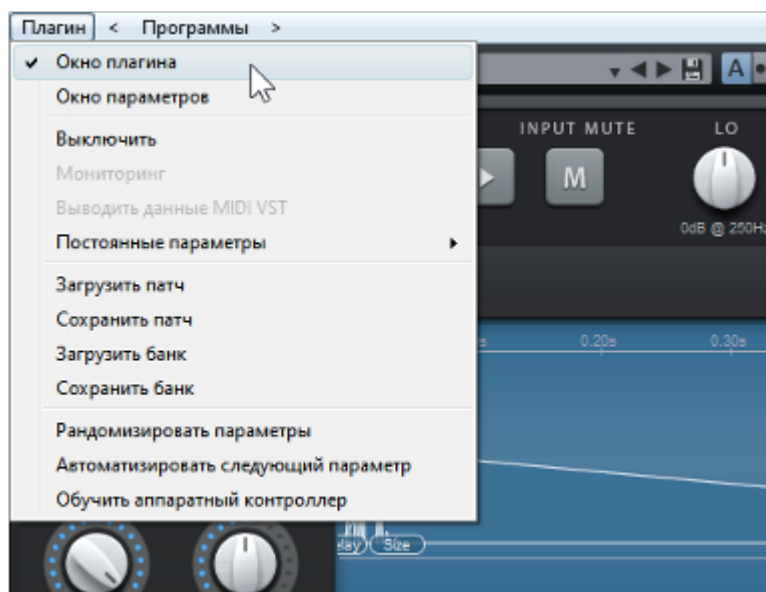 Плагин < Программы >
Окно плагина
A
Окно параметров
INPUT MUTE LO
Выключить
M
Мониторинг
Выводить данные MIDI VST
0dB @ 250Hz
Постоянные параметры
Загрузить патч
Сохранить патч
0.20s 0.30s
Загрузить банк
Сохранить банк
Рандомизировать параметры
Автоматизировать следующий параметр
Обучить аппаратный контроллер
Size